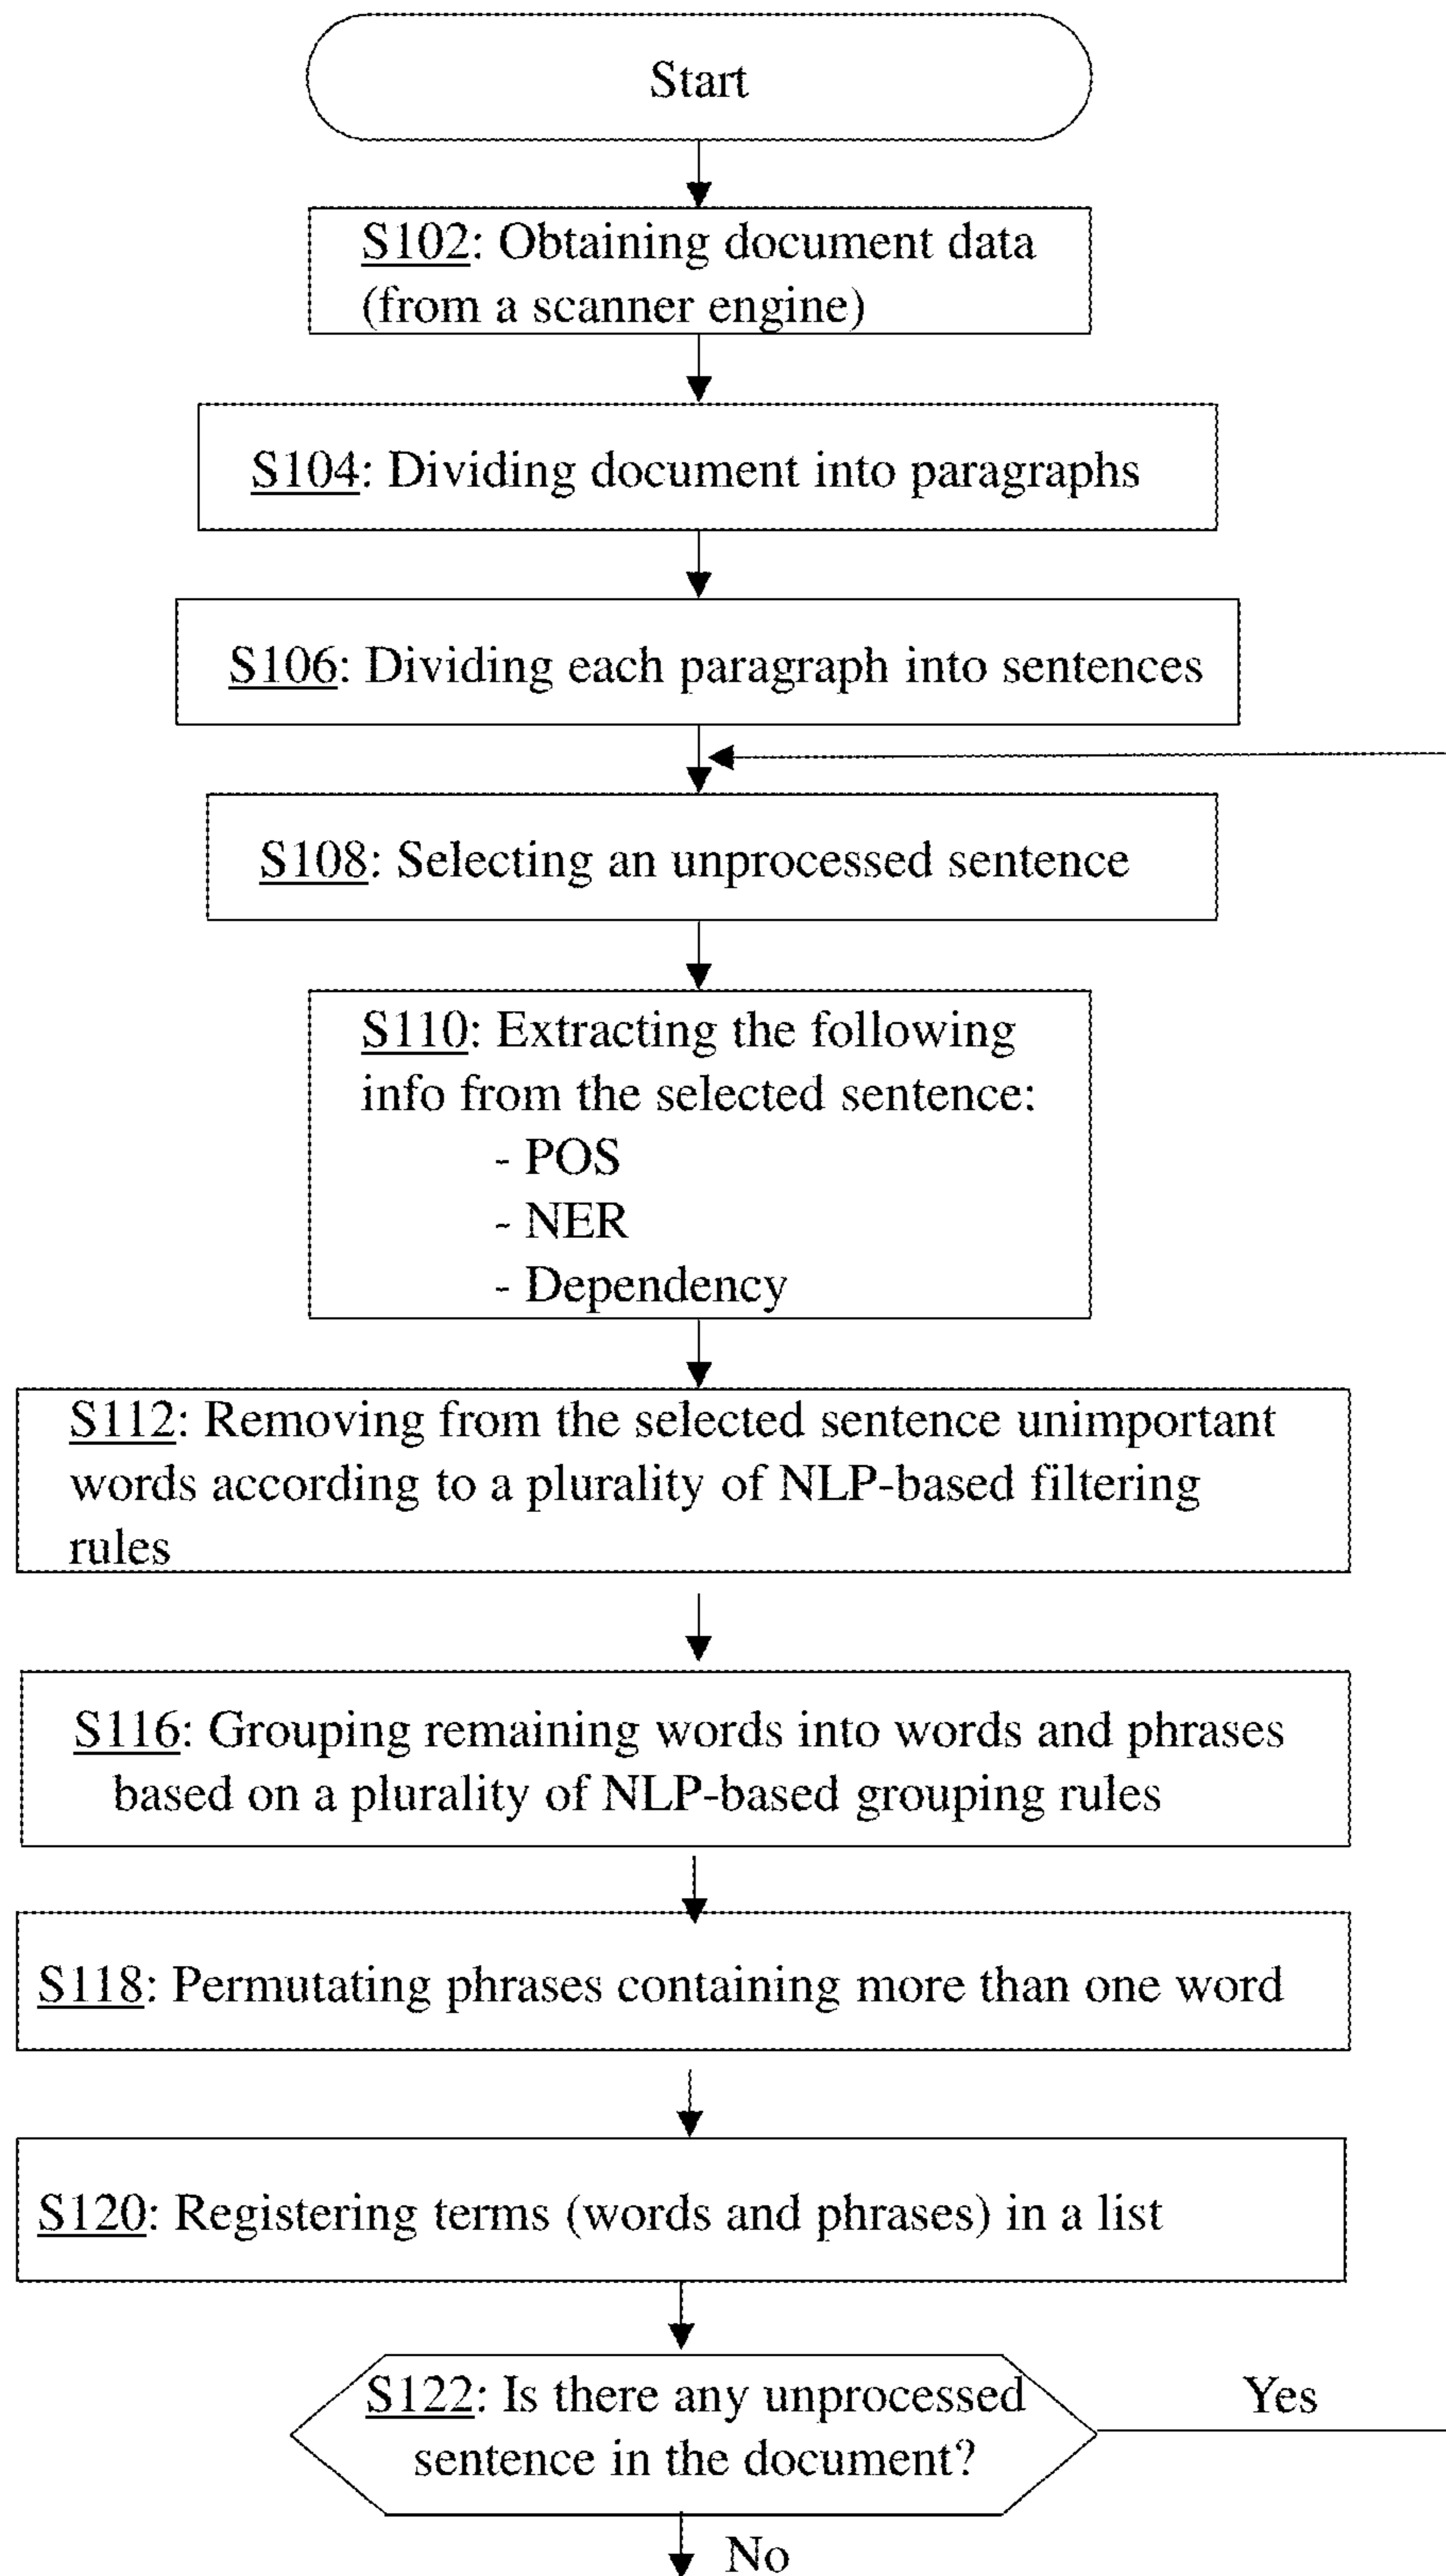 Start
S102: Obtaining document data
(from a scanner engine)
S104: Dividing document into paragraphs
S106: Dividing each paragraph into sentences
S108: Selecting an unprocessed sentence
S110: Extracting the following
info from the selected sentence:
- POS
- NER
- Dependency
S112: Removing from the selected sentence unimportant
words according to a plurality of NLP-based filtering
rules
S116: Grouping remaining words into words and phrases
based on a plurality of NLP-based grouping rules
S118: Permutating phrases containing more than one word
S120: Registering terms (words and phrases) in a list
S122: Is there any unprocessed
sentence in the document?
Yes
No